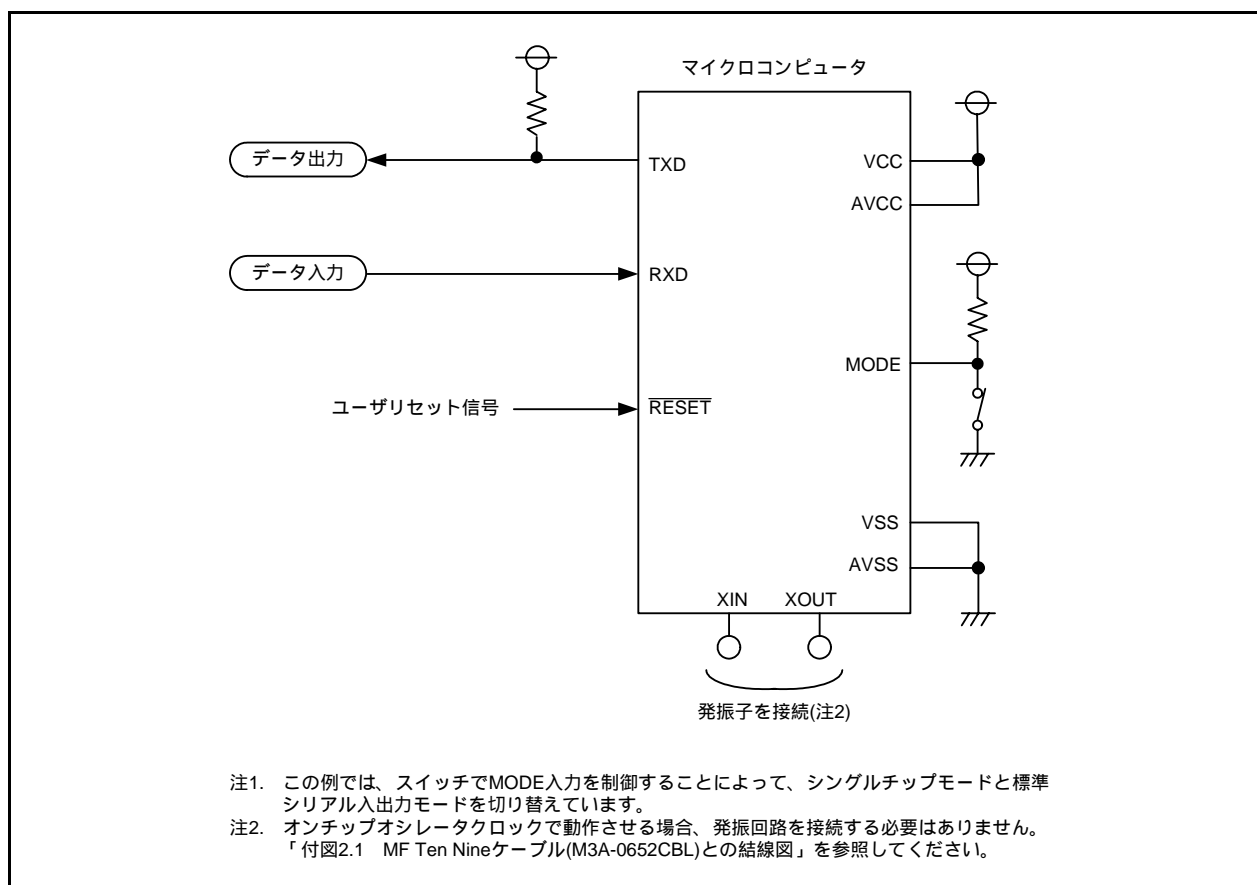 マイクロコンピュータ
データ出力
TXD
VCC
AVCC
データ入力
RXD
MODE
ユーザリセット信号
RESET
VSS
AVSS
XIN XOUT
発振子を接続(注2)
注1. この例では、スイッチでMODE入力を制御することによって、シングルチップモードと標準
シリアル入出力モードを切り替えています。
注2. オンチップオシレータクロックで動作させる場合、発振回路を接続する必要はありません。
「付図2.1 MF Ten Nineケーブル(M3A-0652CBL)との結線図」を参照してください。